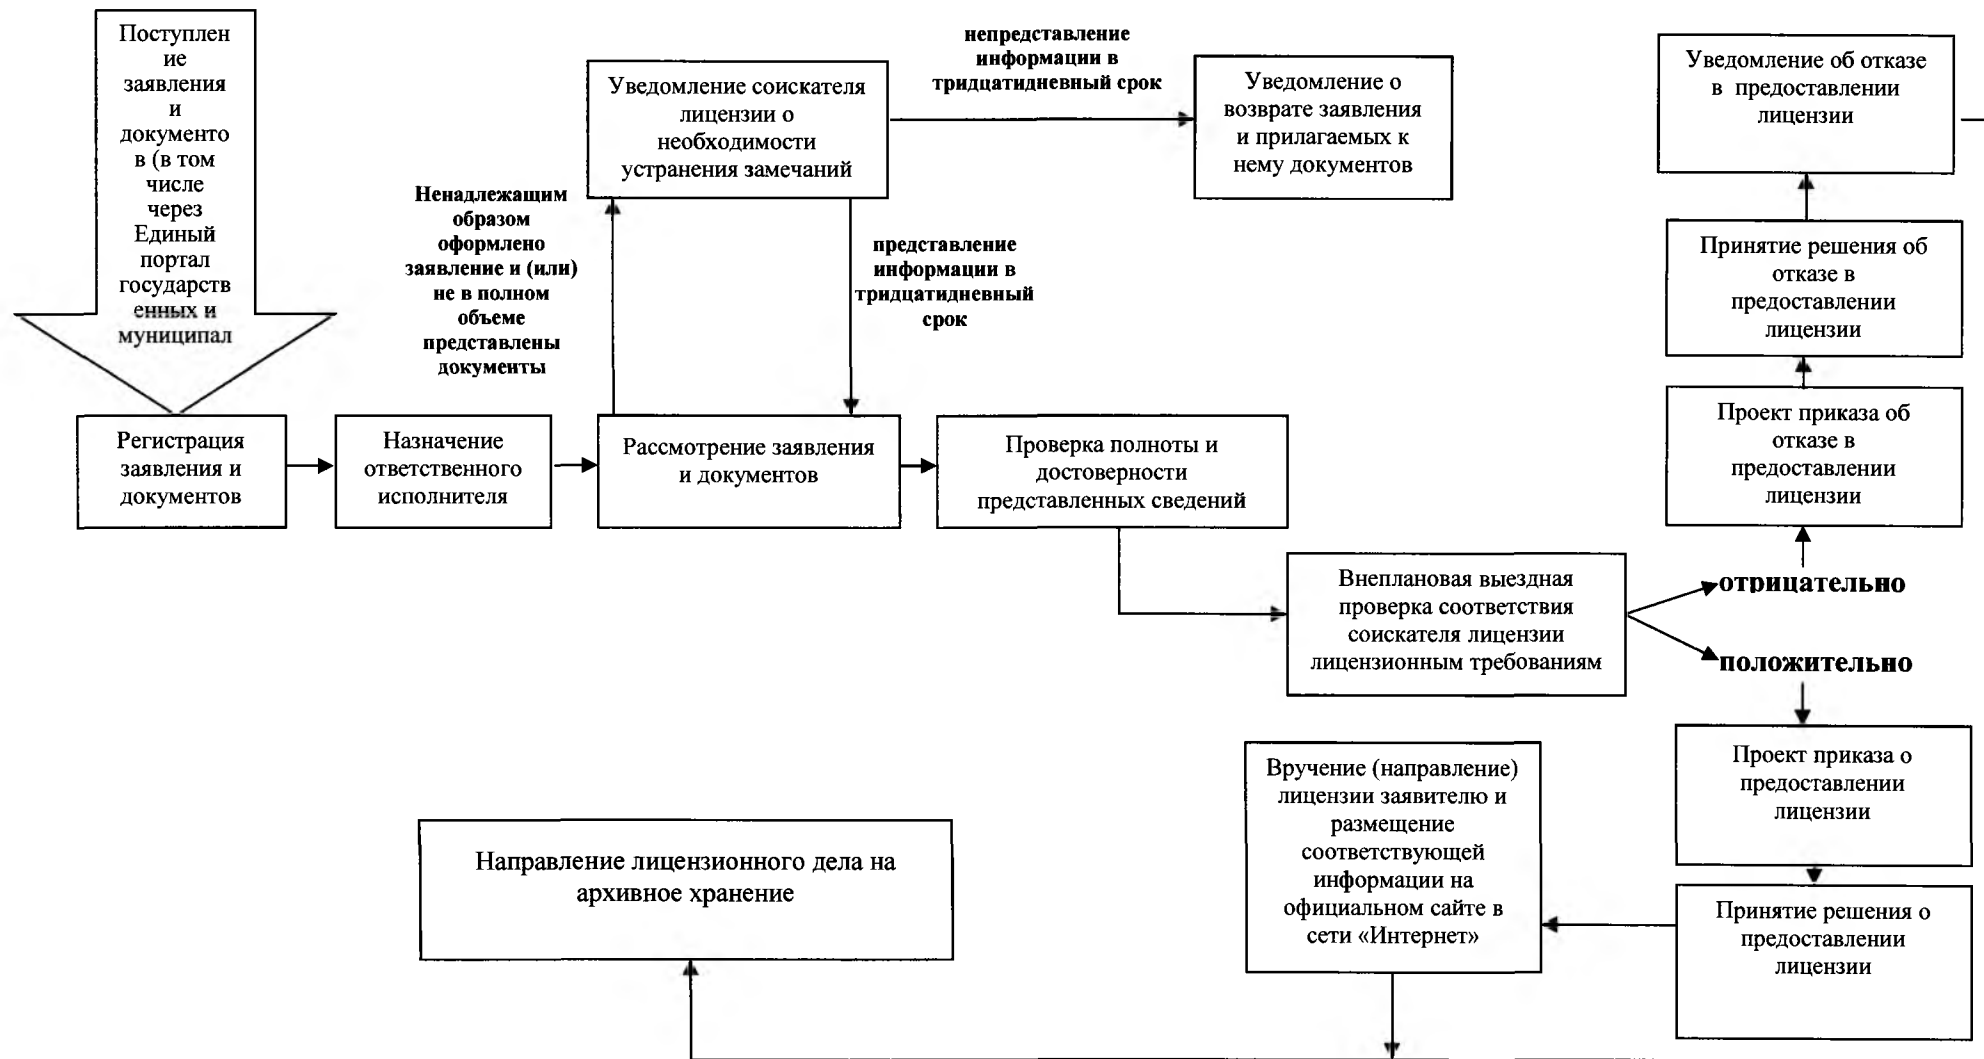 Поступлен
ие
заявления
и
документо
в (в том
числе
через
Единый
портал
государств
енных и
муниципал
Регистрация
заявления и
документов
Назначение
ответственного
исполнителя
Ненадлежащим
образом
оформлено
заявление и (или)
не в полном
объеме
представлены
документы
Рассмотрение заявления
и документов
Уведомление соискателя
лицензии о
необходимости
устранения замечаний
непредставление
информации в
тридцатидневный срок
Уведомление о
возврате заявления
и прилагаемых к
нему документов
представление
информации в
тридцатидневный
срок
Проверка полноты и
достоверности
представленных сведений
Внеплановая выездная
проверка соответствия
соискателя лицензии
лицензионным требованиям
отрицательно
Проект приказа об
отказе в
предоставлении
лицензии
Принятие решения об
отказе в
предоставлении
лицензии
Уведомление об отказе
в предоставлении
лицензии
положительно
Проект приказа о
предоставлении
лицензии
Принятие решения о
предоставлении
лицензии
Вручение (направление)
лицензии заявителю и
размещение
соответствующей
информации на
официальном сайте в
сети «Интернет»
Направление лицензионного дела на
архивное хранение